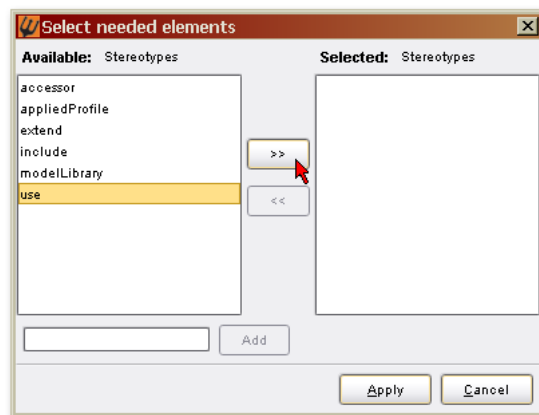 Select needed elements
Available: Stereotypes
Selected: Stereotypes
accessor
appliedProfile
extend
include
modelLibrary
use
>>
<<
Add
Apply
Cancel